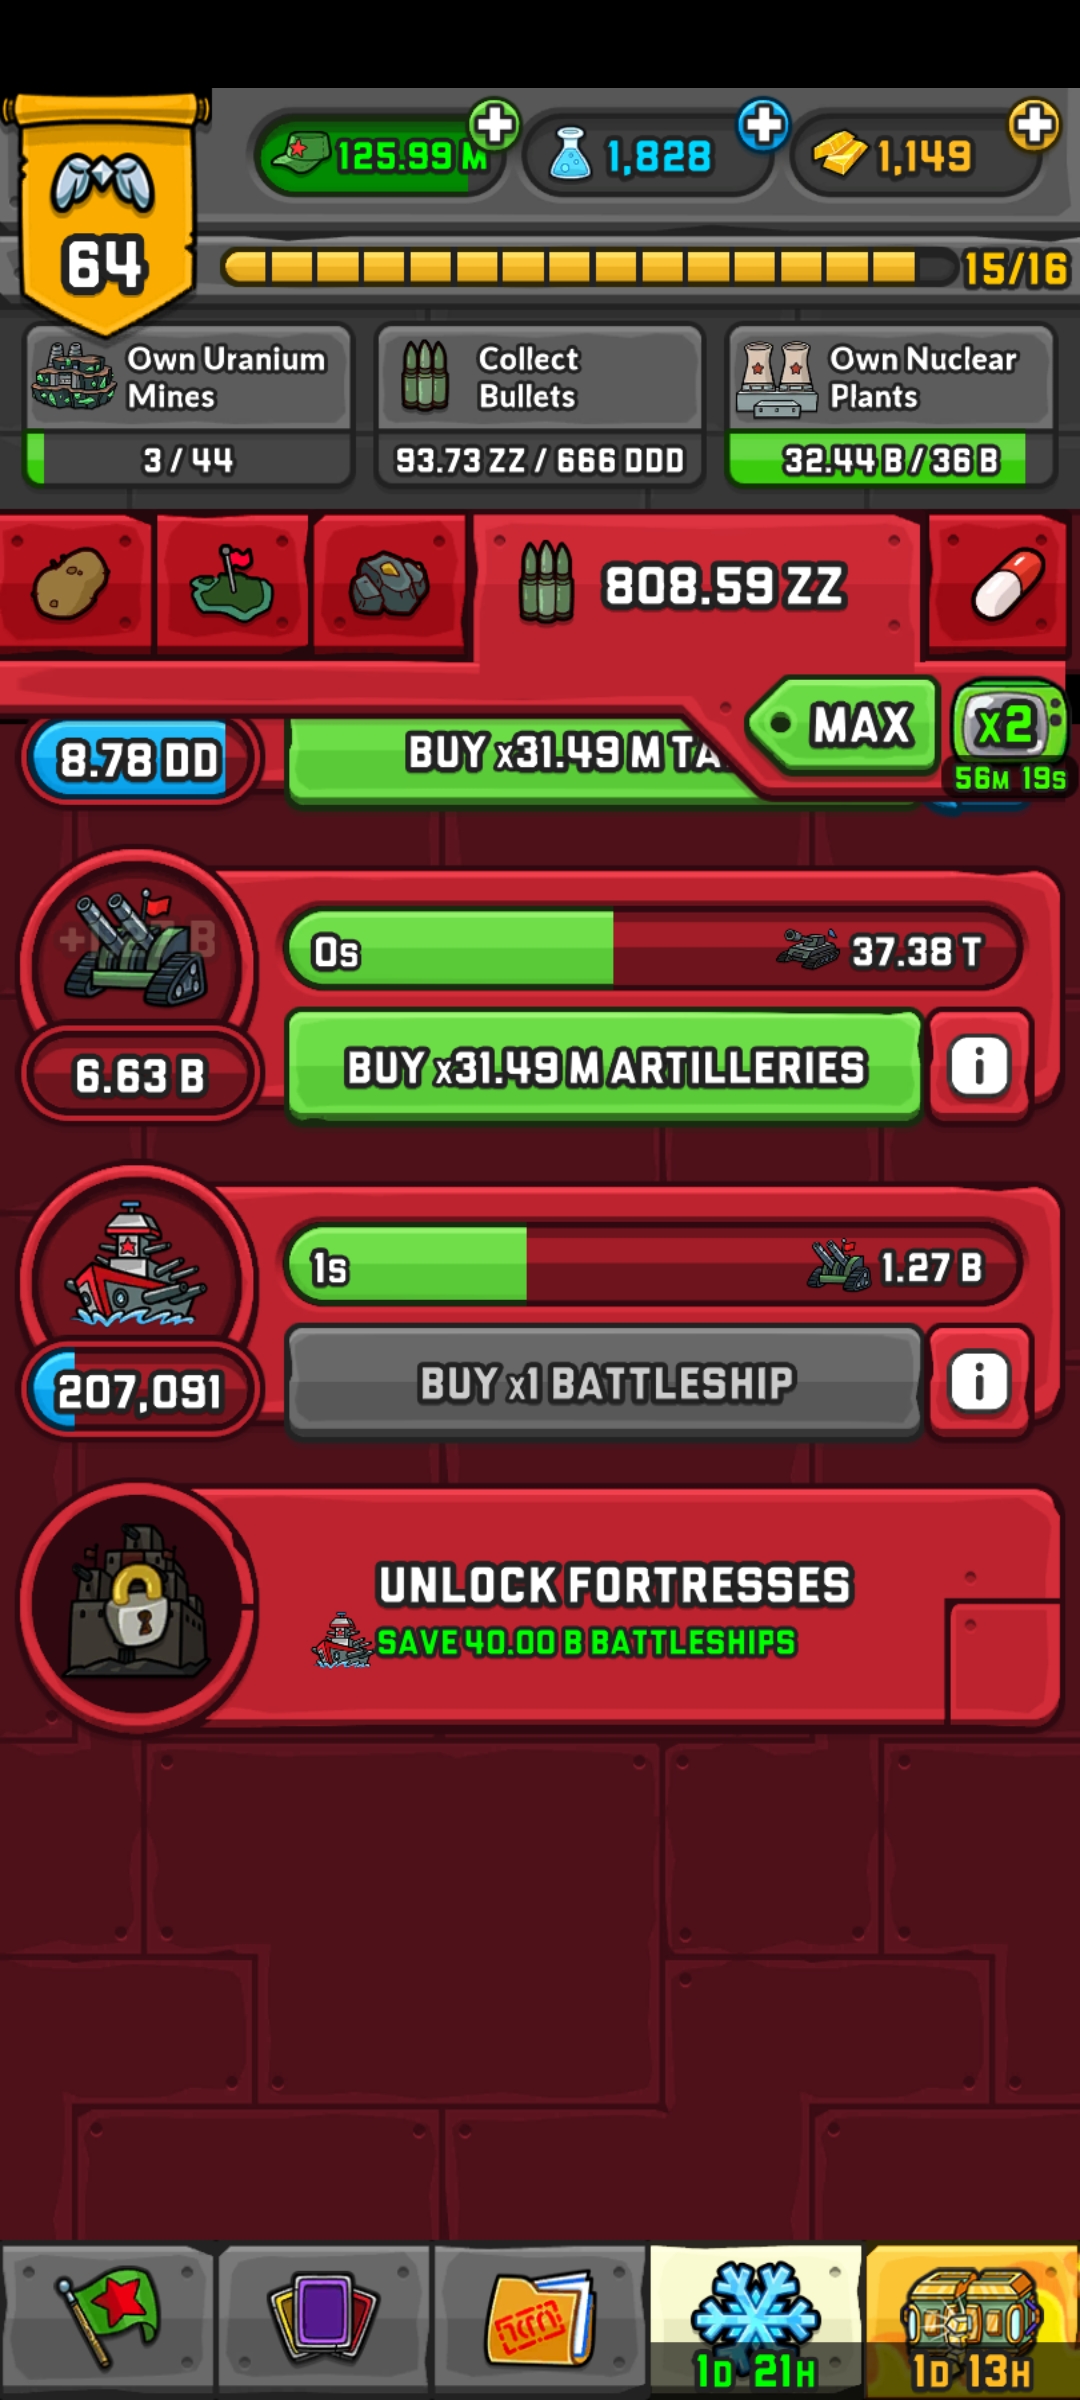 125.99 M
1,828
1,149
64
15/16
Own Uranium
Mines
3 / 44
Collect
Bullets
93.73 ZZ / 666 DDD
Own Nuclear
Plants
32.44 B / 36 B
808.59 ZZ
MAX
x2
56M 19S
8.78 DD
BUY x31.49 M TA
0s
37.38 T
6.63 B
BUY x31.49 M ARTILLERIES
i
1s
1.27 B
207,091
BUY x1 BATTLESHIP
i
UNLOCK FORTRESSES
SAVE 40.00 B BATTLESHIPS
1D 21H
1D 13H